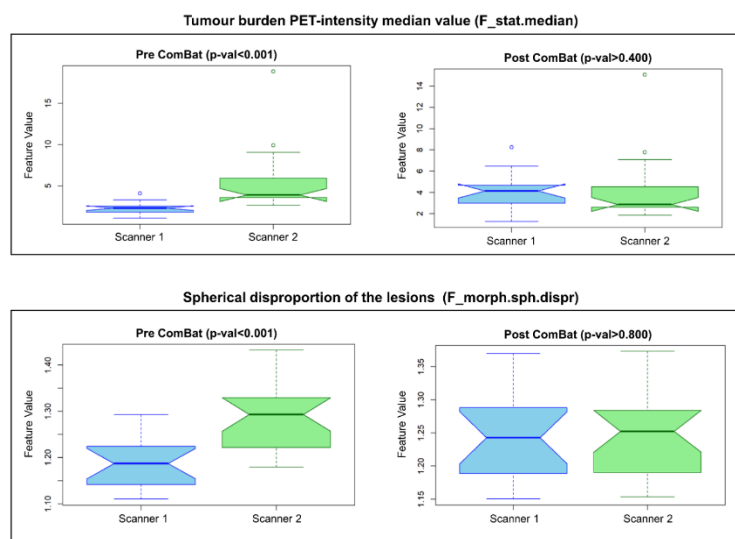 Tumour burden PET-intensity median value (F_stat.median)
Pre ComBat (p-val<0.001)
Feature Value
15
5
Scanner 1
Scanner 2
Post ComBat (p-val>0.400)
Feature Value
14
12
10
8
6
4
2
Scanner 1
Scanner 2
Spherical disproportion of the lesions (F_morph.sph.dispr)
Pre ComBat (p-val<0.001)
Feature Value
1.40
1.30
1.20
1.10
Scanner 1
Scanner 2
Post ComBat (p-val>0.800)
Feature Value
1.35
1.30
1.25
1.20
1.15
Scanner 1
Scanner 2